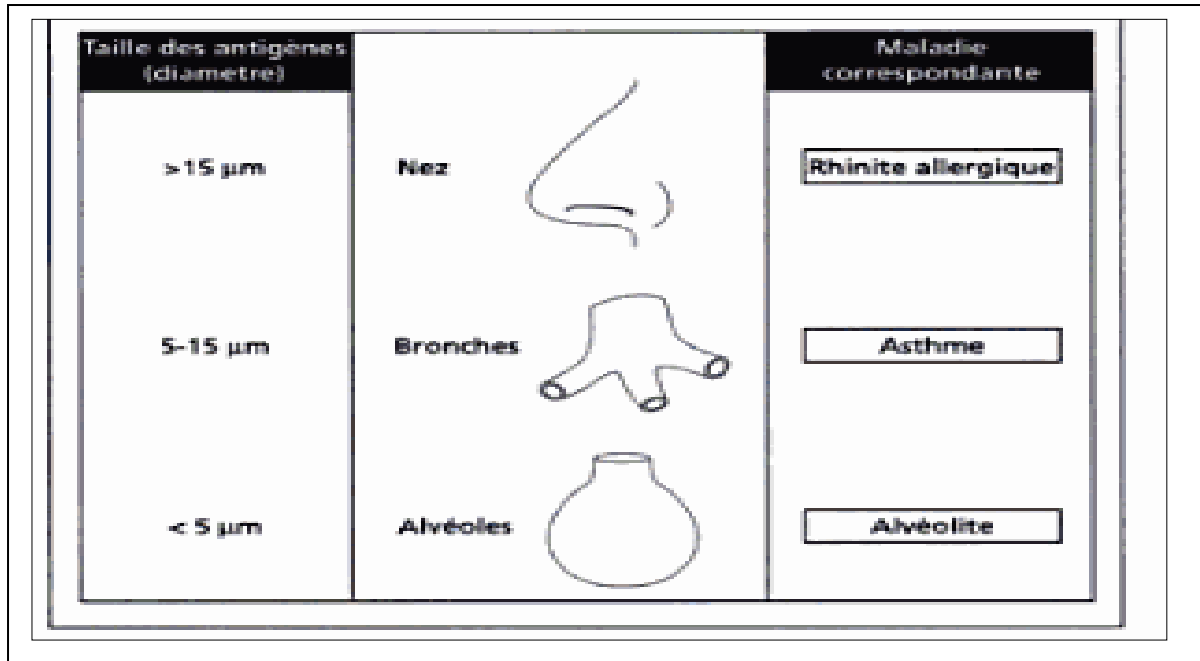 Taille des antigènes
(diametre)
Maladie
correspondante
>15 µm
Nez
Rhinite allergique
5-15 µm
Bronches
Asthme
< 5 µm
Alvéoles
Alvéolite